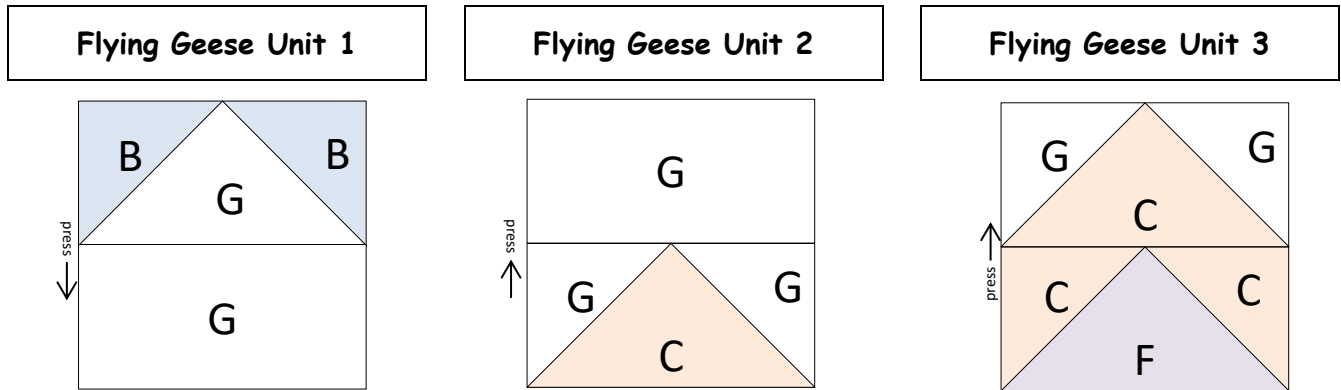 Flying Geese Unit 1
Flying Geese Unit 2
Flying Geese Unit 3
B
B
G
press
G
G
press
G
G
C
G
G
C
press
C
C
F